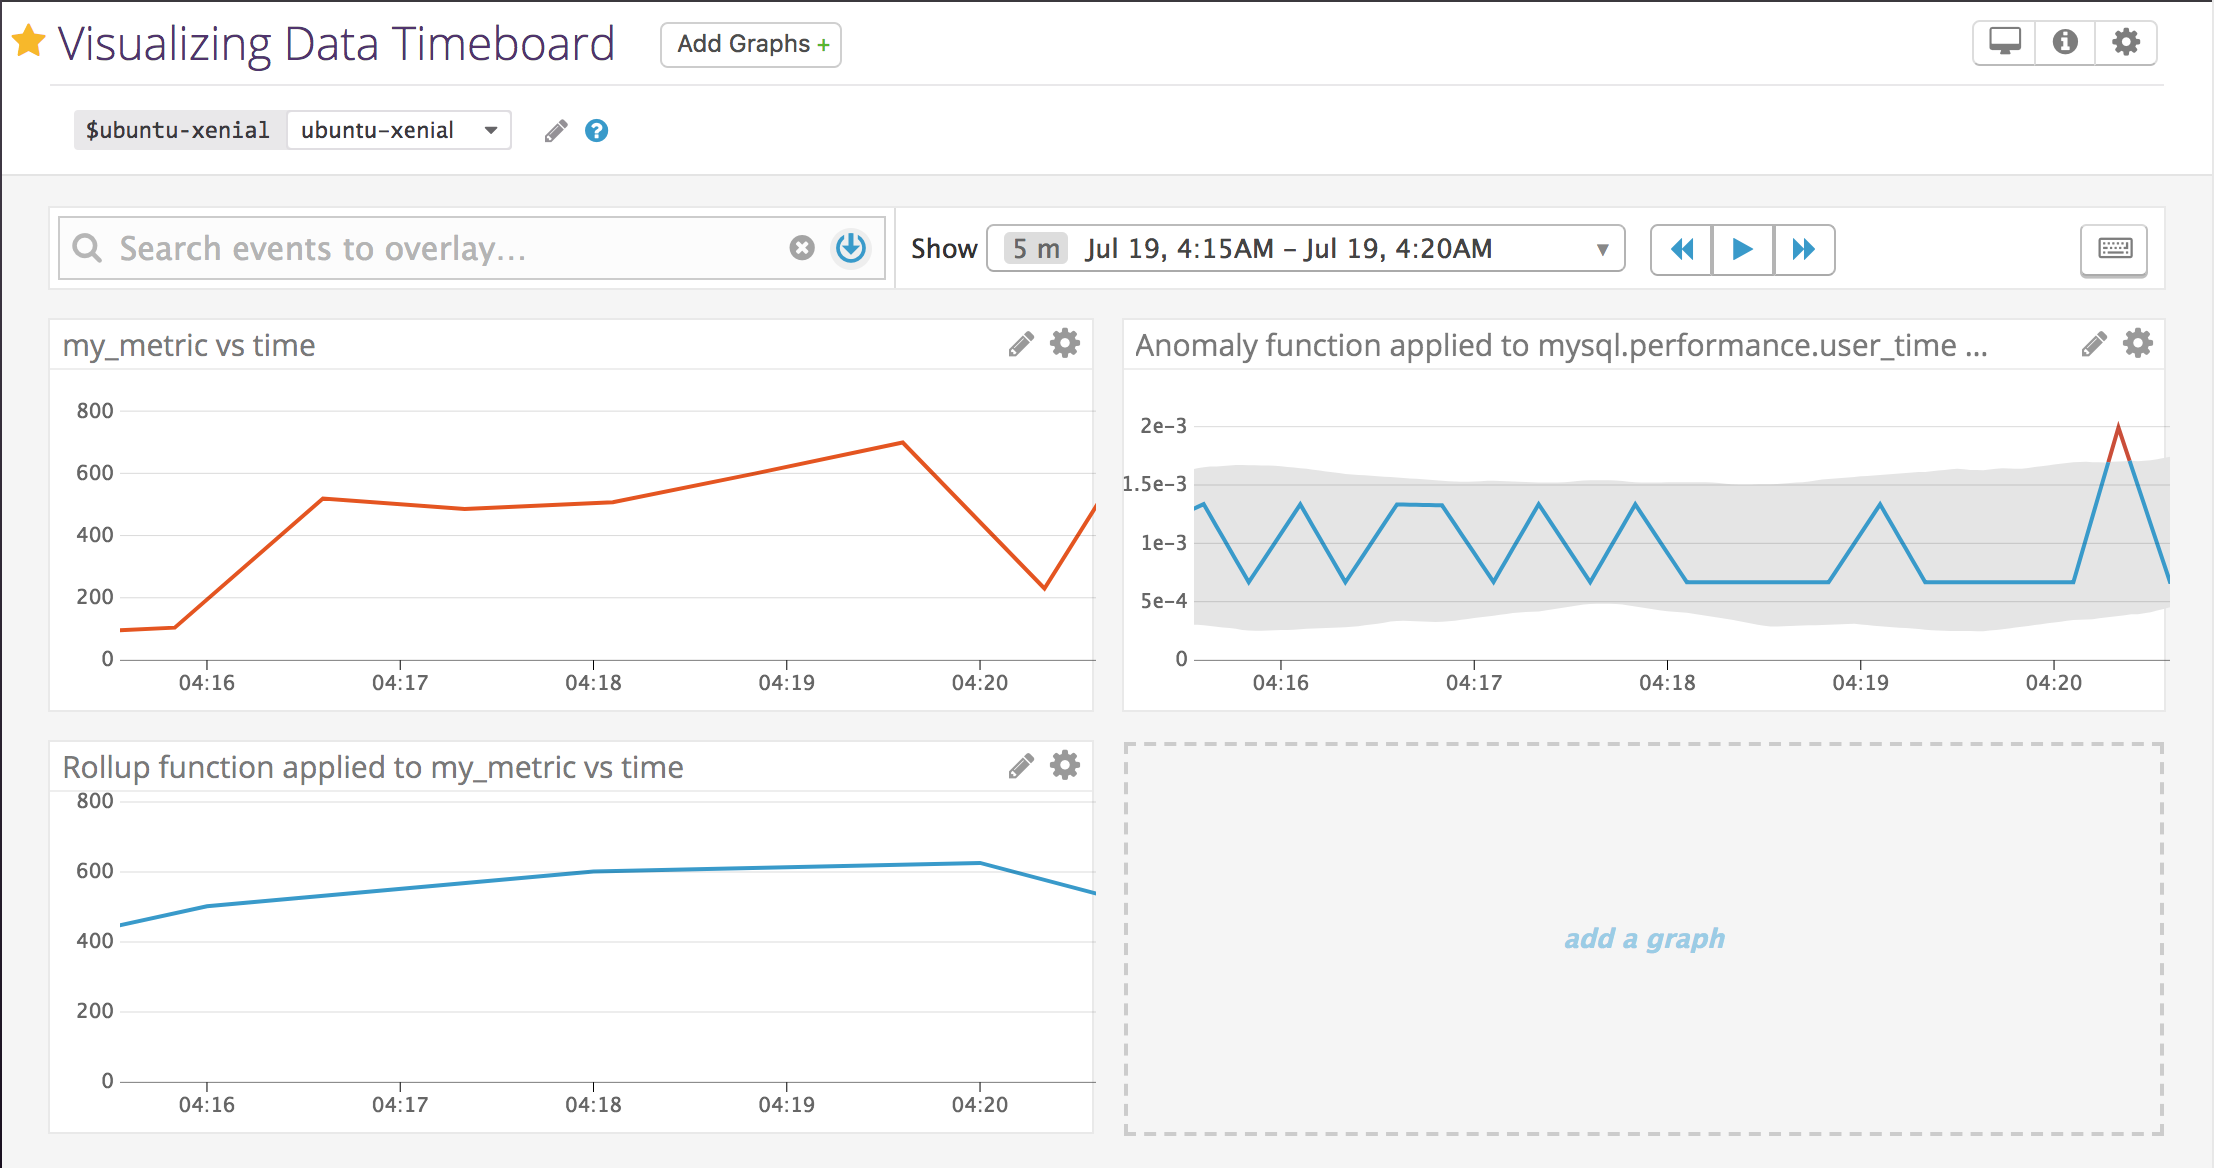 Visualizing Data Timeboard
Add Graphs +
$ubuntu-xenial
ubuntu-xenial
Search events to overlay...
Show
5 m Jul 19, 4:15AM – Jul 19, 4:20AM
my_metric vs time
800
600
400
200
0
04:16 04:17 04:18 04:19 04:20
Anomaly function applied to mysql.performance.user_time ...
2e-3
1.5e-3
1e-3
5e-4
0
04:16 04:17 04:18 04:19 04:20
Rollup function applied to my_metric vs time
800
600
400
200
0
04:16 04:17 04:18 04:19 04:20
add a graph